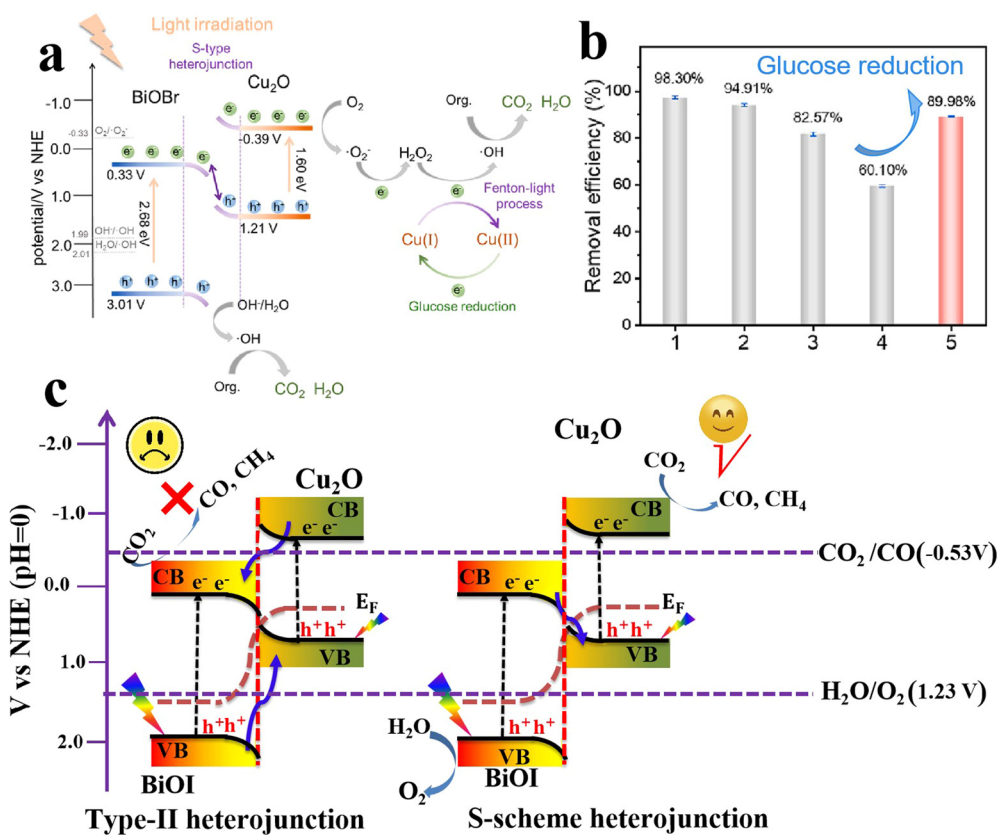 a
Light irradiation
S-type
heterojunction
BiOBr
Cu₂O
potential/V vs NHE
-1.0
0.0
1.0
2.0
3.0
-0.33
O₂/·O₂⁻
1.99
OH⁻/·OH
H₂O/·OH
2.01
e⁻ e⁻ e⁻ e⁻
e⁻ e⁻ e⁻ e⁻
-0.39 V
0.33 V
1.60 eV
2.68 eV
h⁺ h⁺ h⁺ h⁺
1.21 V
h⁺ h⁺ h⁺ h⁺
3.01 V
OH⁻/H₂O
·OH
Org.
CO₂ H₂O
O₂
·O₂⁻
e⁻
H₂O₂
e⁻
·OH
Org.
CO₂ H₂O
Fenton-light
process
Cu(I)
Cu(II)
e⁻
Glucose reduction
b
Glucose reduction
Removal efficiency (%)
100
80
60
40
20
0
98.30%
94.91%
82.57%
60.10%
89.98%
1 2 3 4 5
c
V vs NHE (pH=0)
-2.0
-1.0
0.0
1.0
2.0
CO₂
CO, CH₄
Cu₂O
CB
e⁻ e⁻
CB
e⁻ e⁻
E_F
h⁺h⁺
VB
h⁺h⁺
VB
BiOI
Type-II heterojunction
Cu₂O
CO₂
CO, CH₄
CB
e⁻ e⁻
CO₂ /CO(-0.53V)
CB
e⁻ e⁻
E_F
h⁺h⁺
VB
H₂O/O₂ (1.23 V)
H₂O
O₂
h⁺h⁺
VB
BiOI
S-scheme heterojunction